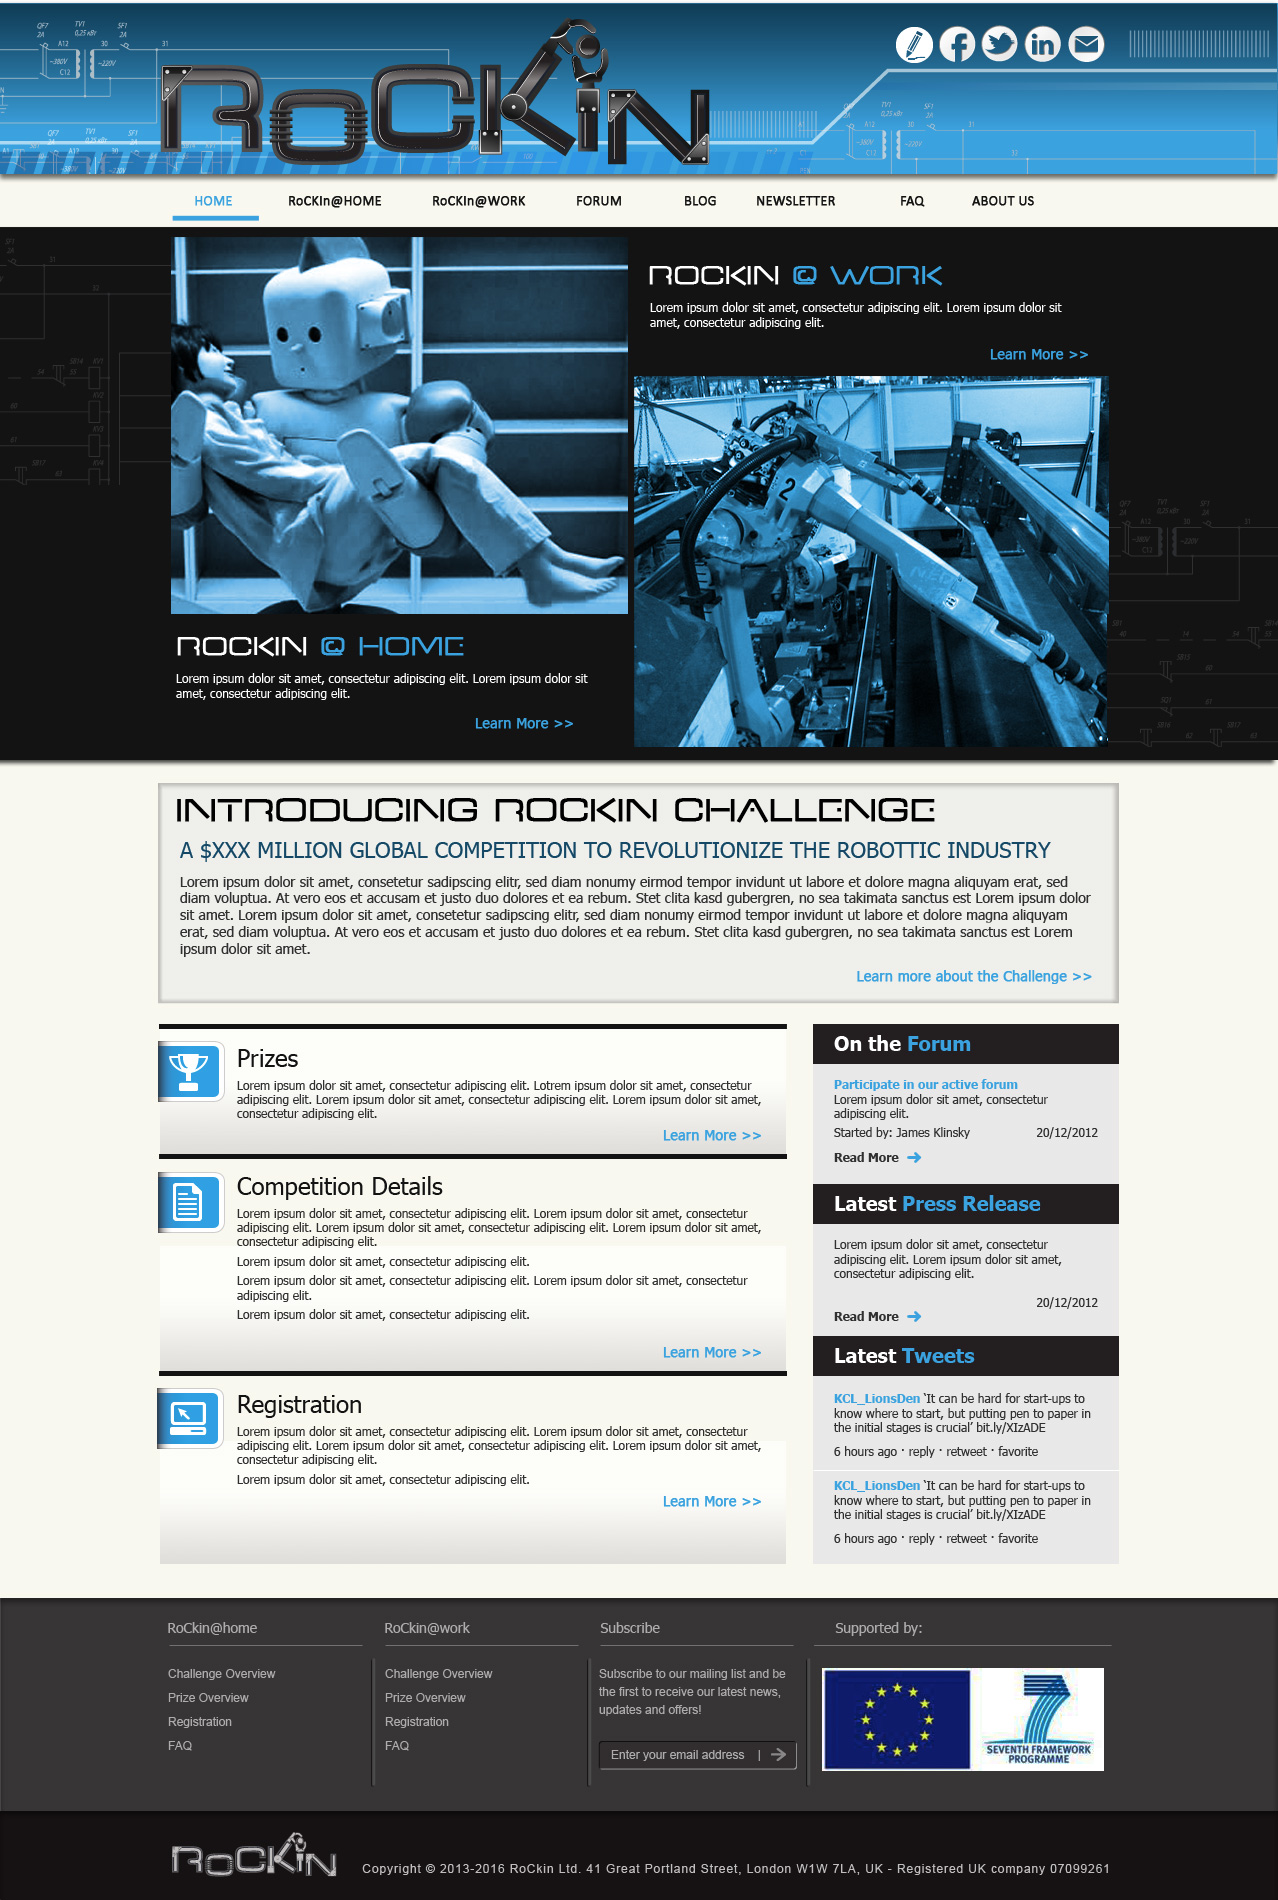 RoCKIN
HOME
RoCKIn@HOME
RoCKIn@WORK
FORUM
BLOG
NEWSLETTER
FAQ
ABOUT US
ROCKIN @ WORK
Lorem ipsum dolor sit amet, consectetur adipiscing elit. Lorem ipsum dolor sit
amet, consectetur adipiscing elit.
Learn More >>
2
ROCKIN @ HOME
Lorem ipsum dolor sit amet, consectetur adipiscing elit. Lorem ipsum dolor sit
amet, consectetur adipiscing elit.
Learn More >>
INTRODUCING ROCKIN CHALLENGE
A $XXX MILLION GLOBAL COMPETITION TO REVOLUTIONIZE THE ROBOTTIC INDUSTRY
Lorem ipsum dolor sit amet, consetetur sadipscing elitr, sed diam nonumy eirmod tempor invidunt ut labore et dolore magna aliquyam erat, sed
diam voluptua. At vero eos et accusam et justo duo dolores et ea rebum. Stet clita kasd gubergren, no sea takimata sanctus est Lorem ipsum dolor
sit amet. Lorem ipsum dolor sit amet, consetetur sadipscing elitr, sed diam nonumy eirmod tempor invidunt ut labore et dolore magna aliquyam
erat, sed diam voluptua. At vero eos et accusam et justo duo dolores et ea rebum. Stet clita kasd gubergren, no sea takimata sanctus est Lorem
ipsum dolor sit amet.
Learn more about the Challenge >>
Prizes
Lorem ipsum dolor sit amet, consectetur adipiscing elit. Lotrem ipsum dolor sit amet, consectetur
adipiscing elit. Lorem ipsum dolor sit amet, consectetur adipiscing elit. Lorem ipsum dolor sit amet,
consectetur adipiscing elit.
Learn More >>
Competition Details
Lorem ipsum dolor sit amet, consectetur adipiscing elit. Lorem ipsum dolor sit amet, consectetur
adipiscing elit. Lorem ipsum dolor sit amet, consectetur adipiscing elit. Lorem ipsum dolor sit amet,
consectetur adipiscing elit.
Lorem ipsum dolor sit amet, consectetur adipiscing elit.
Lorem ipsum dolor sit amet, consectetur adipiscing elit. Lorem ipsum dolor sit amet, consectetur
adipiscing elit.
Lorem ipsum dolor sit amet, consectetur adipiscing elit.
Learn More >>
Registration
Lorem ipsum dolor sit amet, consectetur adipiscing elit. Lorem ipsum dolor sit amet, consectetur
adipiscing elit. Lorem ipsum dolor sit amet, consectetur adipiscing elit. Lorem ipsum dolor sit amet,
consectetur adipiscing elit.
Lorem ipsum dolor sit amet, consectetur adipiscing elit.
Learn More >>
On the Forum
Participate in our active forum
Lorem ipsum dolor sit amet, consectetur
adipiscing elit.
Started by: James Klinsky 20/12/2012
Read More
Latest Press Release
Lorem ipsum dolor sit amet, consectetur
adipiscing elit. Lorem ipsum dolor sit amet,
consectetur adipiscing elit.
20/12/2012
Read More
Latest Tweets
KCL_LionsDen 'It can be hard for start-ups to
know where to start, but putting pen to paper in
the initial stages is crucial' bit.ly/XIzADE
6 hours ago · reply · retweet · favorite
KCL_LionsDen 'It can be hard for start-ups to
know where to start, but putting pen to paper in
the initial stages is crucial' bit.ly/XIzADE
6 hours ago · reply · retweet · favorite
RoCkin@home
Challenge Overview
Prize Overview
Registration
FAQ
RoCkin@work
Challenge Overview
Prize Overview
Registration
FAQ
Subscribe
Subscribe to our mailing list and be
the first to receive our latest news,
updates and offers!
Enter your email address |
Supported by:
SEVENTH FRAMEWORK
PROGRAMME
RoCKIN
Copyright © 2013-2016 RoCkin Ltd. 41 Great Portland Street, London W1W 7LA, UK - Registered UK company 07099261